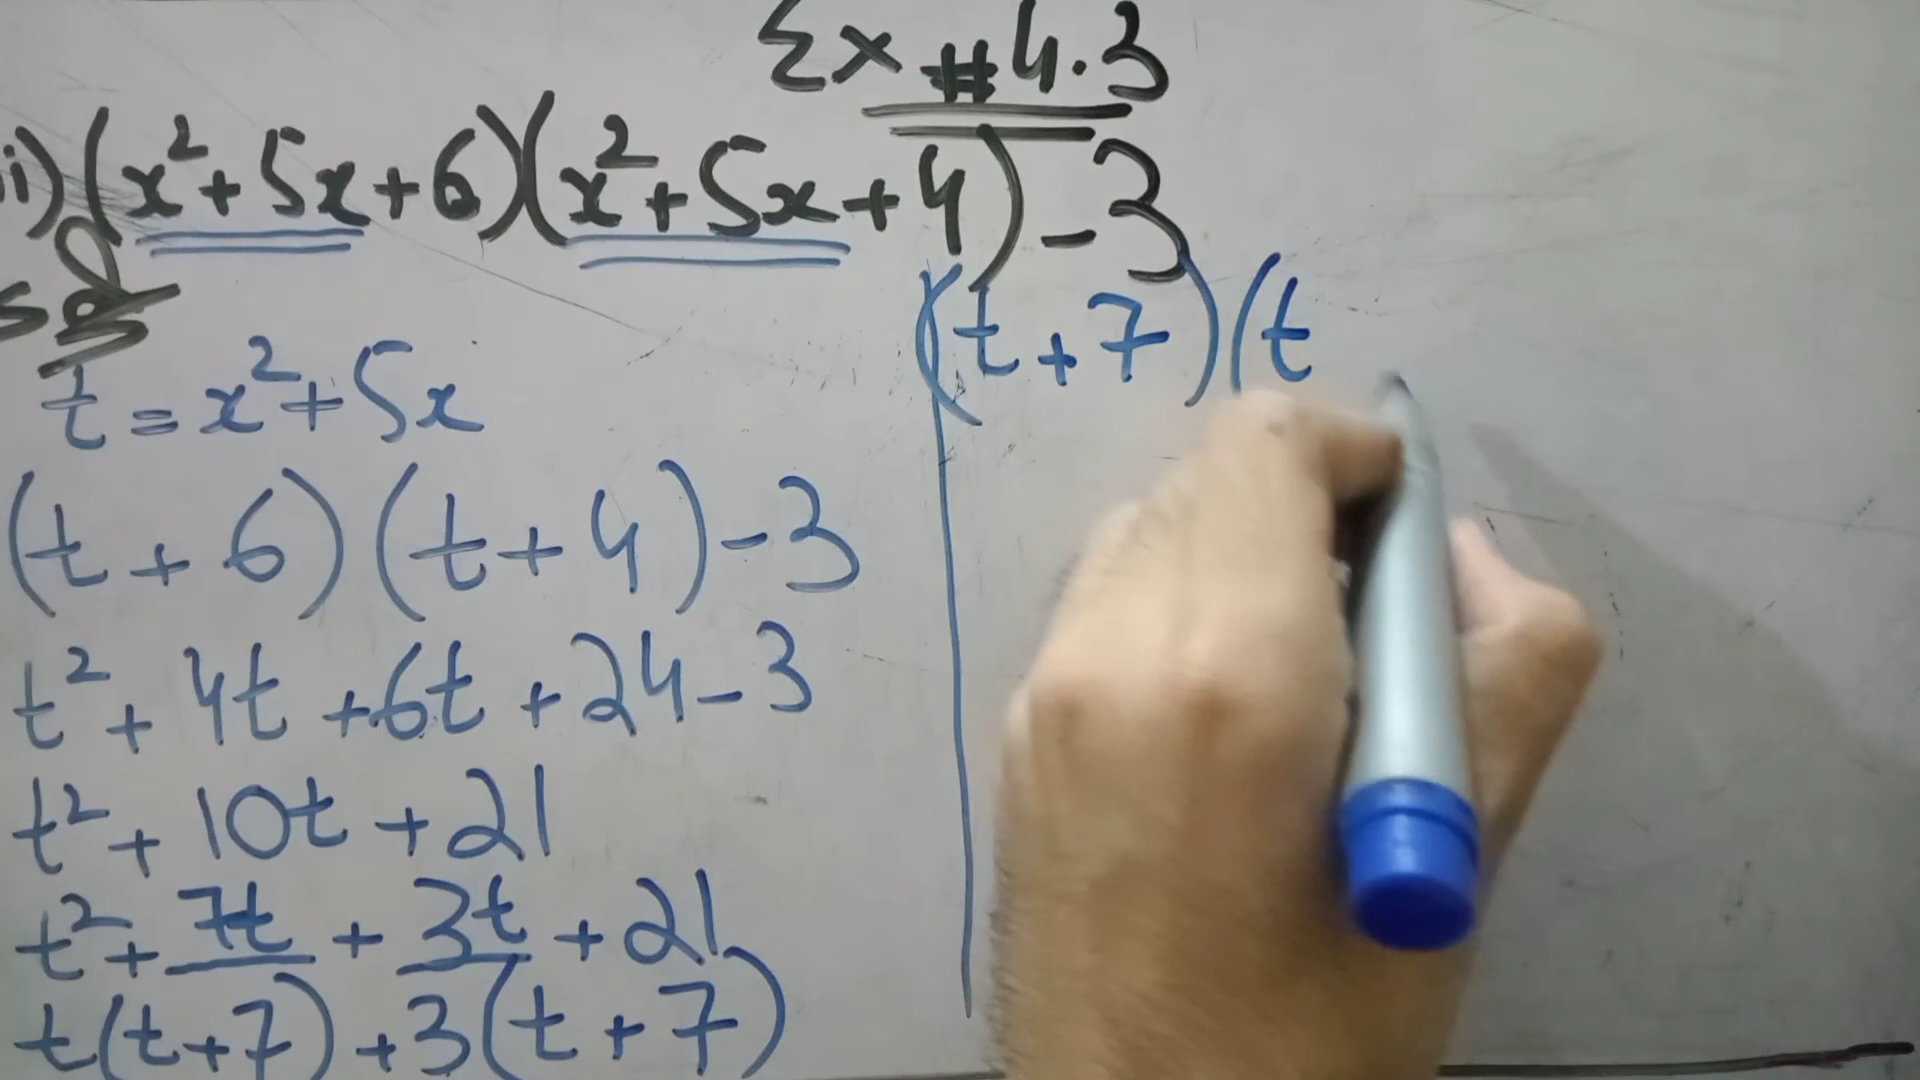 Ex # 4.3
ii) (x²+5x+6)(x²+5x+4)-3
Sol
t = x²+5x
(t+6)(t+4)-3
t²+4t+6t+24-3
t²+10t+21
t²+7t+3t+21
t(t+7)+3(t+7)
(t+7)(t